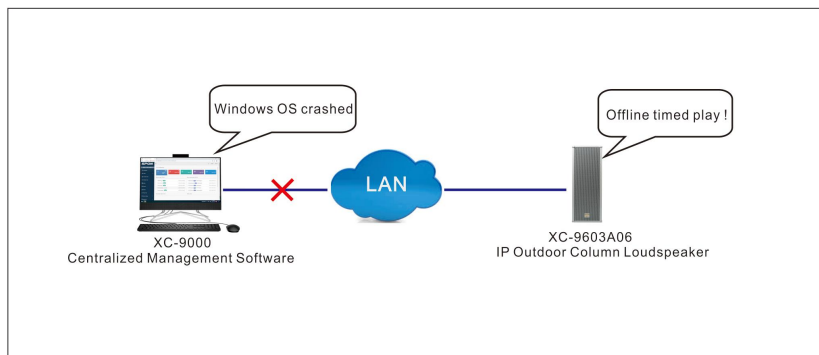 Windows OS crashed
Offline timed play !
LAN
XC-9000
Centralized Management Software
XC-9603A06
IP Outdoor Column Loudspeaker